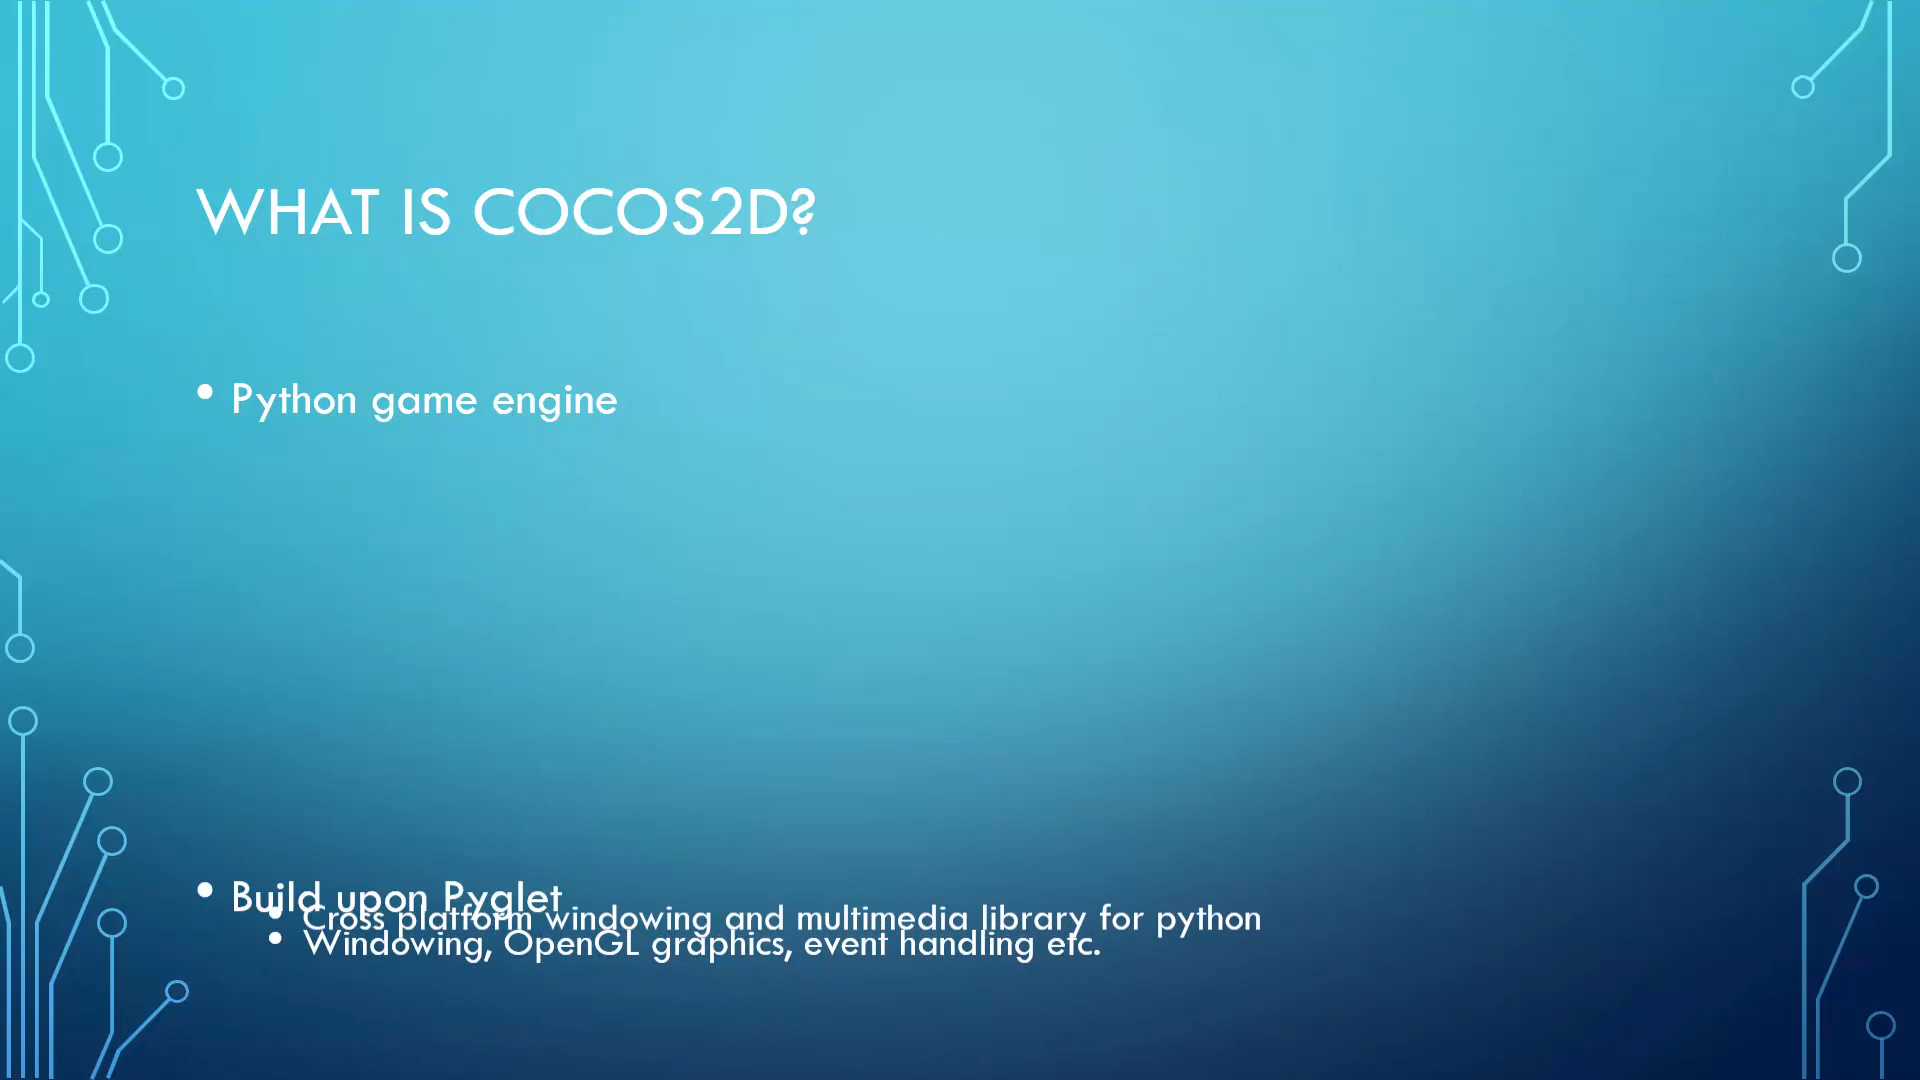 WHAT IS COCOS2D?
• Python game engine
• Build upon Pyglet
• Cross platform windowing and multimedia library for python
• Windowing, OpenGL graphics, event handling etc.